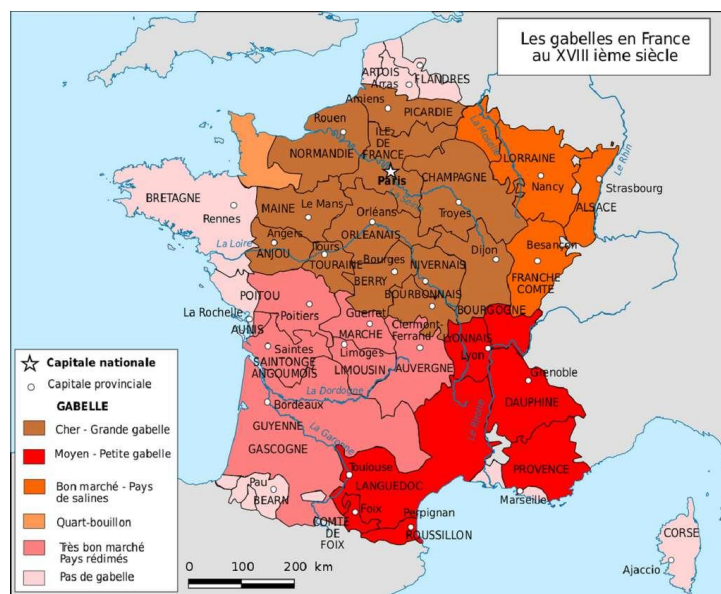 Les gabelles en France
au XVIII ième siècle
ARTOIS
Arras
FLANDRES
Amiens
PICARDIE
Rouen
ILE
DE
FRANCE
NORMANDIE
Paris
CHAMPAGNE
La Moselle
LORRAINE
Nancy
Le Rhin
Strasbourg
ALSACE
BRETAGNE
Rennes
MAINE
Le Mans
Orléans
ORLEANAIS
Troyes
La Loire
Angers
ANJOU
Tours
TOURAINE
Bourges
BERRY
NIVERNAIS
Dijon
Besançon
FRANCHE
COMTE
BOURBONNAIS
BOURGOGNE
POITOU
Poitiers
La Rochelle
AUNIS
Gueret
MARCHE
Clermont-
Ferrand
LYONNAIS
Lyon
Saintes
SAINTONGE
ANGOUMOIS
Limoges
LIMOUSIN
AUVERGNE
Grenoble
DAUPHINE
La Dordogne
Bordeaux
GUYENNE
La Garonne
Le Rhône
GASCOGNE
Toulouse
LANGUEDOC
PROVENCE
Marseille
Pau
BEARN
COMTE
DE
FOIX
Foix
Perpignan
ROUSSILLON
CORSE
Ajaccio
Capitale nationale
Capitale provinciale
GABELLE
Cher - Grande gabelle
Moyen - Petite gabelle
Bon marché - Pays
de salines
Quart-bouillon
Très bon marché
Pays rédimés
Pas de gabelle
0 100 200 km